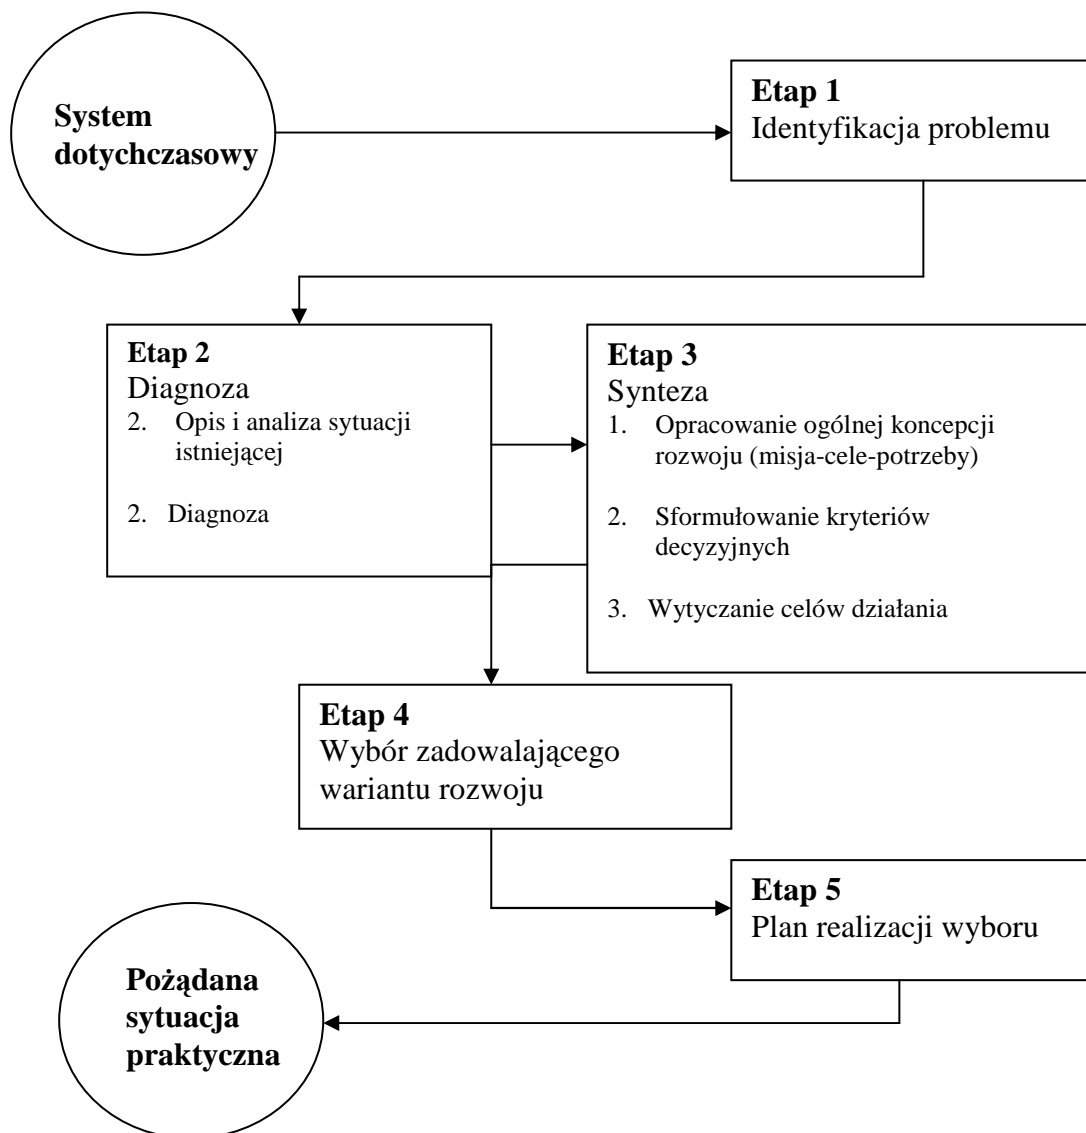 System
dotychczasowy
Etap 1
Identyfikacja problemu
Etap 2
Diagnoza
2. Opis i analiza sytuacji
istniejącej
2. Diagnoza
Etap 3
Synteza
1. Opracowanie ogólnej koncepcji
rozwoju (misja-cele-potrzeby)
2. Sformułowanie kryteriów
decyzyjnych
3. Wytyczanie celów działania
Etap 4
Wybór zadowalającego
wariantu rozwoju
Etap 5
Plan realizacji wyboru
Pożądana
sytuacja
praktyczna